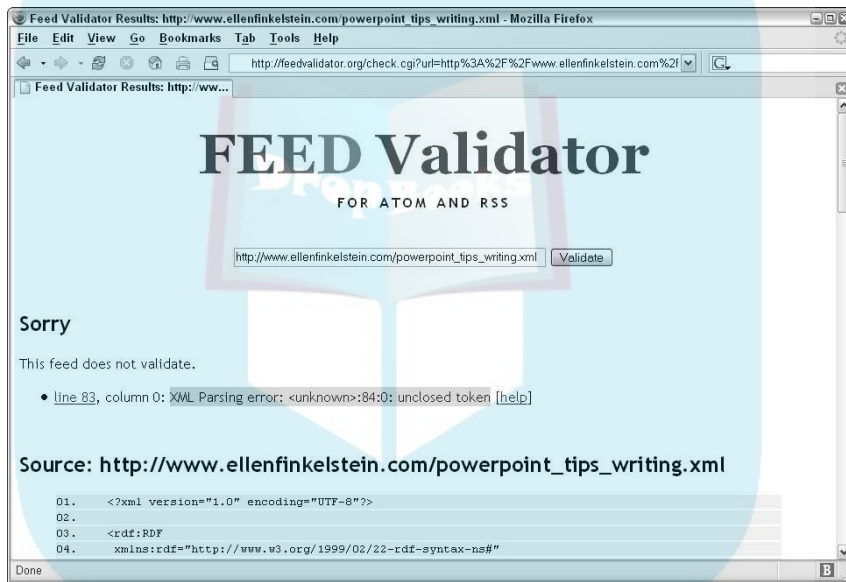 Feed Validator Results: http://www.ellenfinkelstein.com/powerpoint_tips_writing.xml - Mozilla Firefox
File Edit View Go Bookmarks Tab Tools Help
http://feedvalidator.org/check.cgi?url=http%3A%2F%2Fwww.ellenfinkelstein.com%2f
G
Feed Validator Results: http://ww...
FEED Validator
DropBooks
FOR ATOM AND RSS
http://www.ellenfinkelstein.com/powerpoint_tips_writing.xml Validate
Sorry
This feed does not validate.
• line 83, column 0: XML Parsing error: <unknown>:84:0: unclosed token [help]
Source: http://www.ellenfinkelstein.com/powerpoint_tips_writing.xml
01. <?xml version="1.0" encoding="UTF-8"?>
02.
03. <rdf:RDF
04. xmlns:rdf="http://www.w3.org/1999/02/22-rdf-syntax-ns#"
Done
B